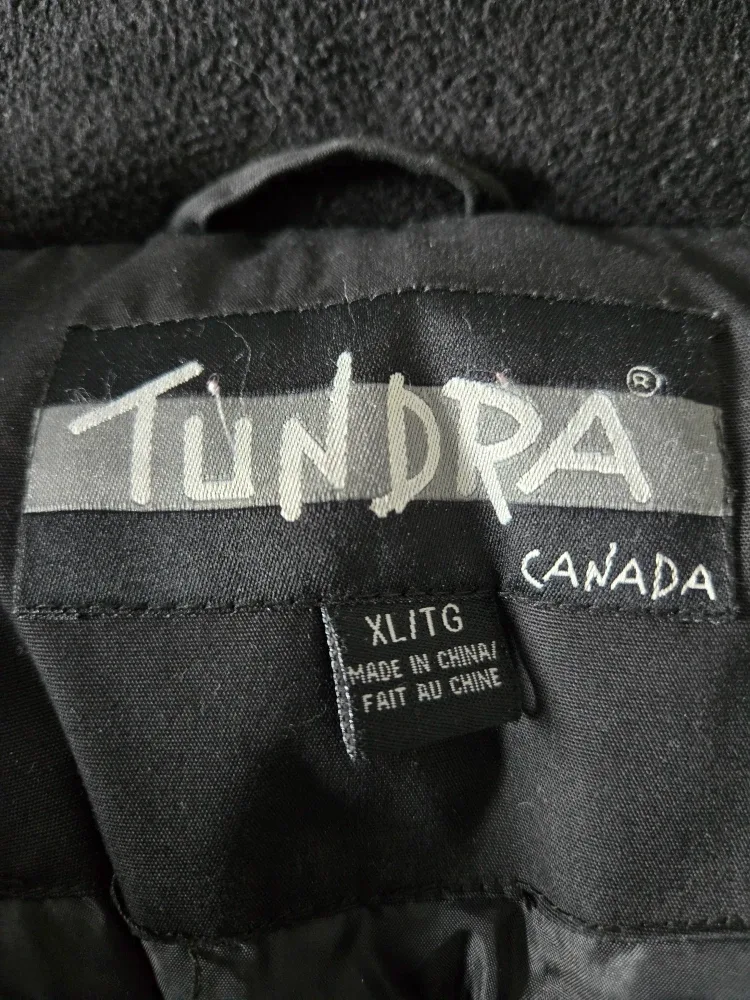 TUNDRA®
CANADA
XL/TG
MADE IN CHINA/
FAIT AU CHINE